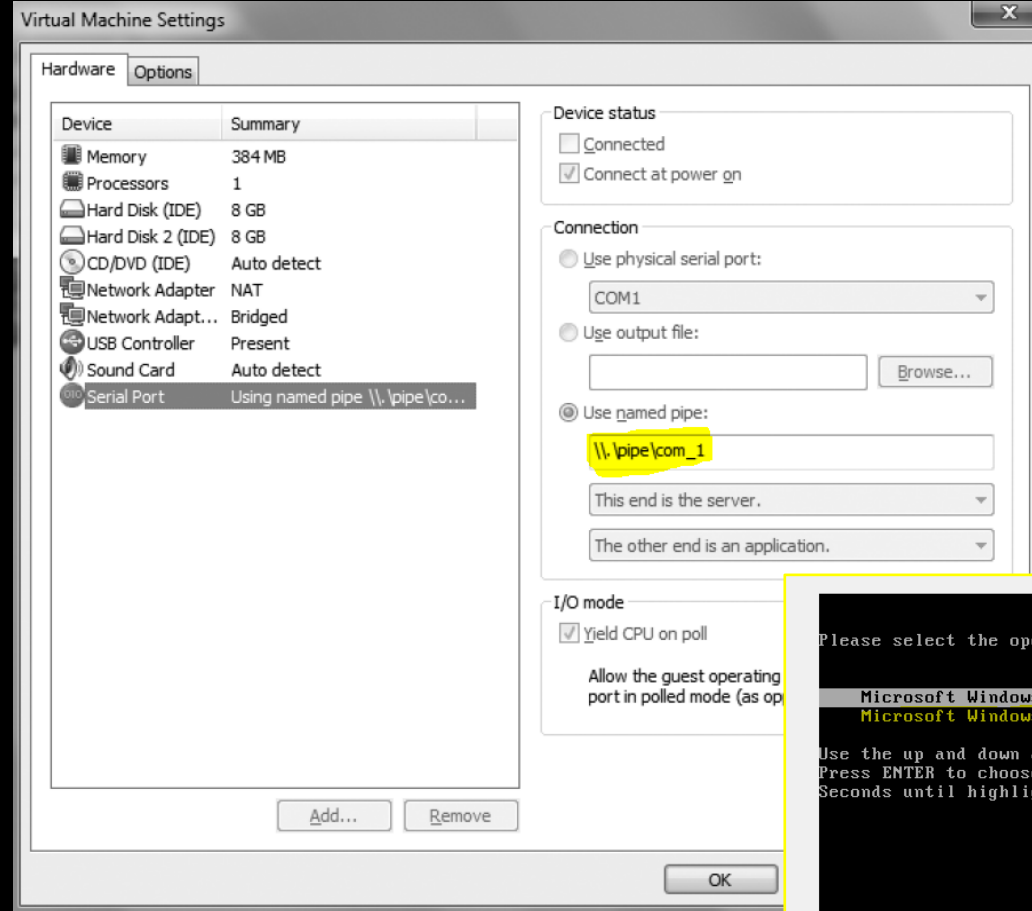 Virtual Machine Settings
x
Hardware Options
Device Summary
Memory 384 MB
Processors 1
Hard Disk (IDE) 8 GB
Hard Disk 2 (IDE) 8 GB
CD/DVD (IDE) Auto detect
Network Adapter NAT
Network Adapt... Bridged
USB Controller Present
Sound Card Auto detect
Serial Port Using named pipe \\.\pipe\co...
Add... Remove
Device status
Connected
Connect at power on
Connection
Use physical serial port:
COM1
Use output file:
Browse...
Use named pipe:
\\.\pipe\com_1
This end is the server.
The other end is an application.
I/O mode
Yield CPU on poll
Allow the guest operating
port in polled mode (as op
OK
Please select the op
Microsoft Window
Microsoft Window
Use the up and down
Press ENTER to choos
Seconds until highli